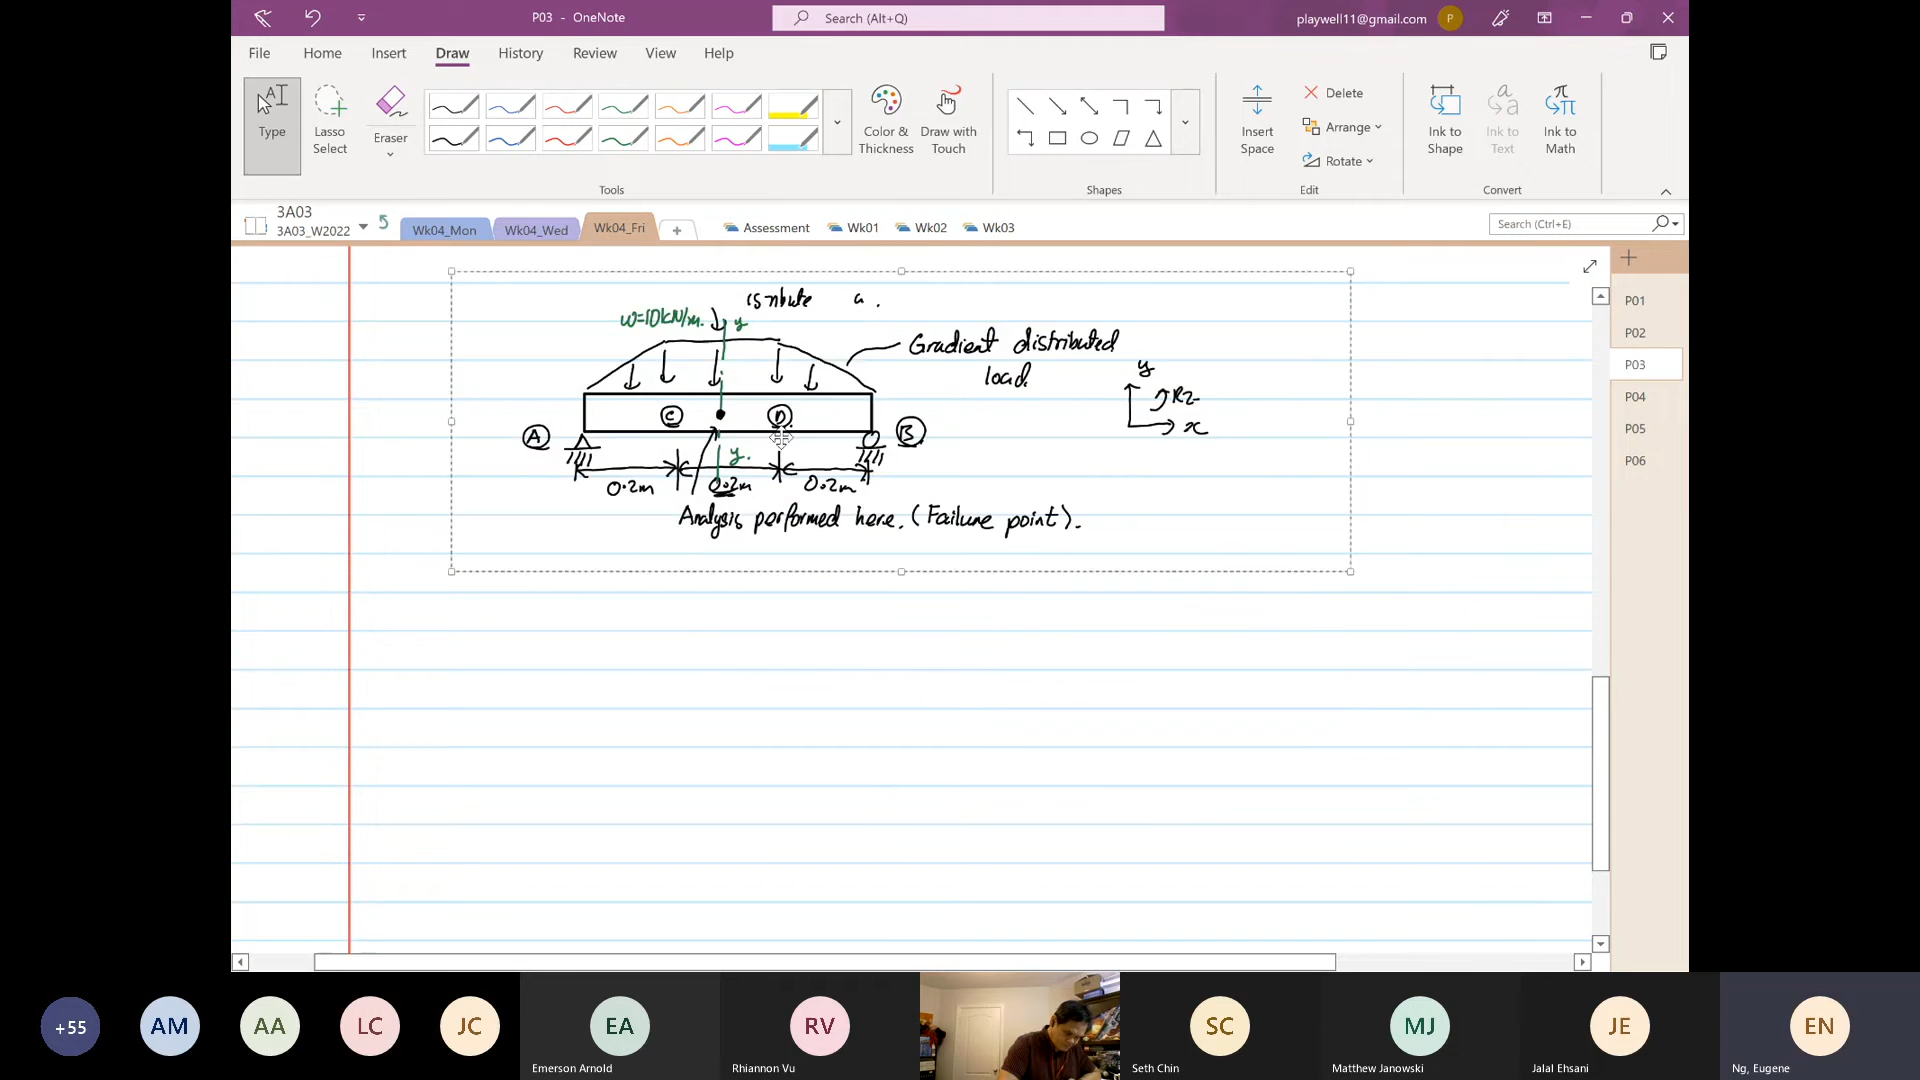 P03 - OneNote
Search (Alt+Q)
playwell11@gmail.com
P
File Home Insert Draw History Review View Help
Type
Lasso Select
Eraser
Color & Thickness
Draw with Touch
Insert Space
Delete
Arrange
Rotate
Ink to Shape
Ink to Text
Ink to Math
Tools Shapes Edit Convert
3A03
3A03_W2022
Wk04_Mon Wk04_Wed Wk04_Fri Assessment Wk01 Wk02 Wk03
Search (Ctrl+E)
P01
P02
P03
P04
P05
P06
w=10kN/m. y
Gradient distributed
load.
y
Rz
x
C D
A B
y.
0.2m 0.2m 0.2m
Analysis performed here. (Failure point).
+55 AM AA LC JC EA RV SC MJ JE EN
Emerson Arnold Rhiannon Vu Seth Chin Matthew Janowski Jalal Ehsani Ng, Eugene